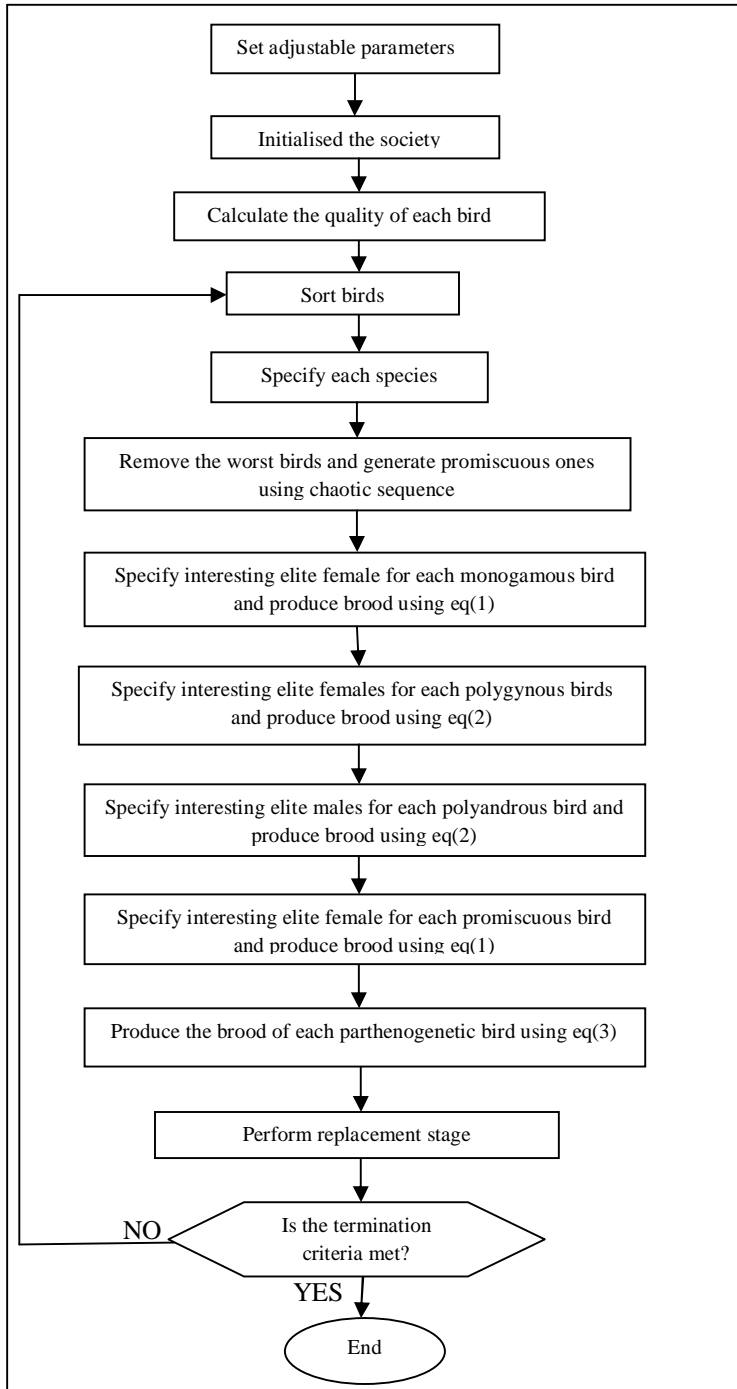 Set adjustable parameters
Initialised the society
Calculate the quality of each bird
Sort birds
Specify each species
Remove the worst birds and generate promiscuous ones
using chaotic sequence
Specify interesting elite female for each monogamous bird
and produce brood using eq(1)
Specify interesting elite females for each polygynous birds
and produce brood using eq(2)
Specify interesting elite males for each polyandrous bird and
produce brood using eq(2)
Specify interesting elite female for each promiscuous bird
and produce brood using eq(1)
Produce the brood of each parthenogenetic bird using eq(3)
Perform replacement stage
NO
Is the termination
criteria met?
YES
End